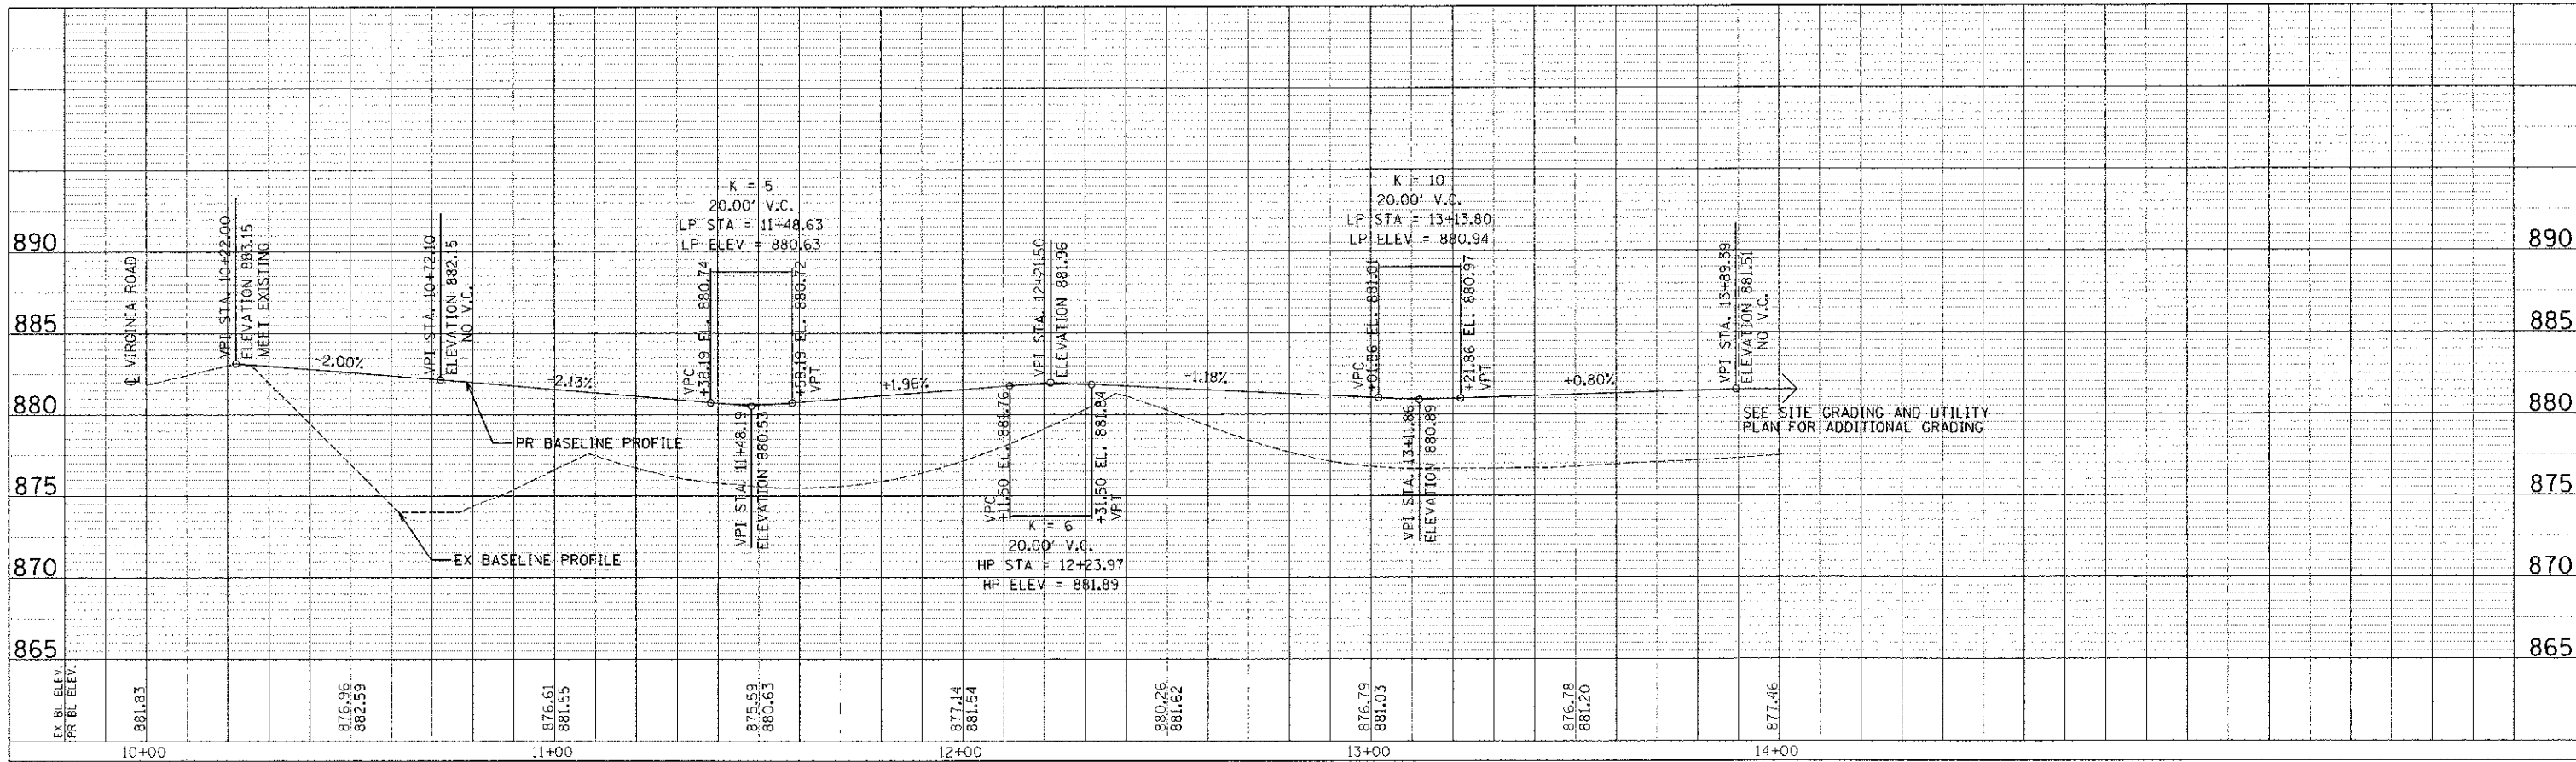 K = 5
20.00' V.C.
LP STA = 11+48.63
LP ELEV = 880.63
K = 10
20.00' V.C.
LP STA = 13+13.80
LP ELEV = 880.94
890
885
880
875
870
865
890
885
880
875
870
865
℄ VIRGINIA ROAD
VPI STA. 10+22.00
ELEVATION 883.15
MEET EXISTING
-2.00%
VPI STA. 10+72.10
ELEVATION 882.15
NO V.C.
-2.13%
VPC
+38.19 EL. 880.74
+58.19 EL. 880.72
VPT
VPI STA. 11+48.19
ELEVATION 880.53
+1.96%
VPI STA. 12+21.50
ELEVATION 881.96
VPC
+11.50 EL. 881.76
+31.50 EL. 881.84
VPT
K = 6
20.00' V.C.
HP STA = 12+23.97
HP ELEV = 881.89
-1.18%
VPC
+01.86 EL. 881.01
+21.86 EL. 880.97
VPT
VPI STA. 13+11.86
ELEVATION 880.89
+0.80%
VPI STA. 13+89.39
ELEVATION 881.51
NO V.C.
SEE SITE GRADING AND UTILITY
PLAN FOR ADDITIONAL GRADING
PR BASELINE PROFILE
EX BASELINE PROFILE
EX BL ELEV.
PR BL ELEV.
881.83
876.96
882.59
876.61
881.55
875.59
880.63
877.14
881.54
880.26
881.62
876.79
881.03
876.78
881.20
877.46
10+00
11+00
12+00
13+00
14+00